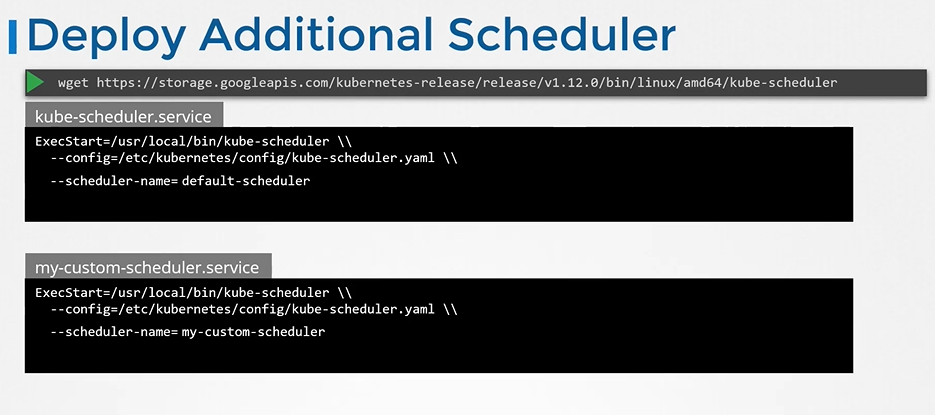 Deploy Additional Scheduler
wget https://storage.googleapis.com/kubernetes-release/release/v1.12.0/bin/linux/amd64/kube-scheduler
kube-scheduler.service
ExecStart=/usr/local/bin/kube-scheduler \\
--config=/etc/kubernetes/config/kube-scheduler.yaml \\
--scheduler-name= default-scheduler
my-custom-scheduler.service
ExecStart=/usr/local/bin/kube-scheduler \\
--config=/etc/kubernetes/config/kube-scheduler.yaml \\
--scheduler-name= my-custom-scheduler